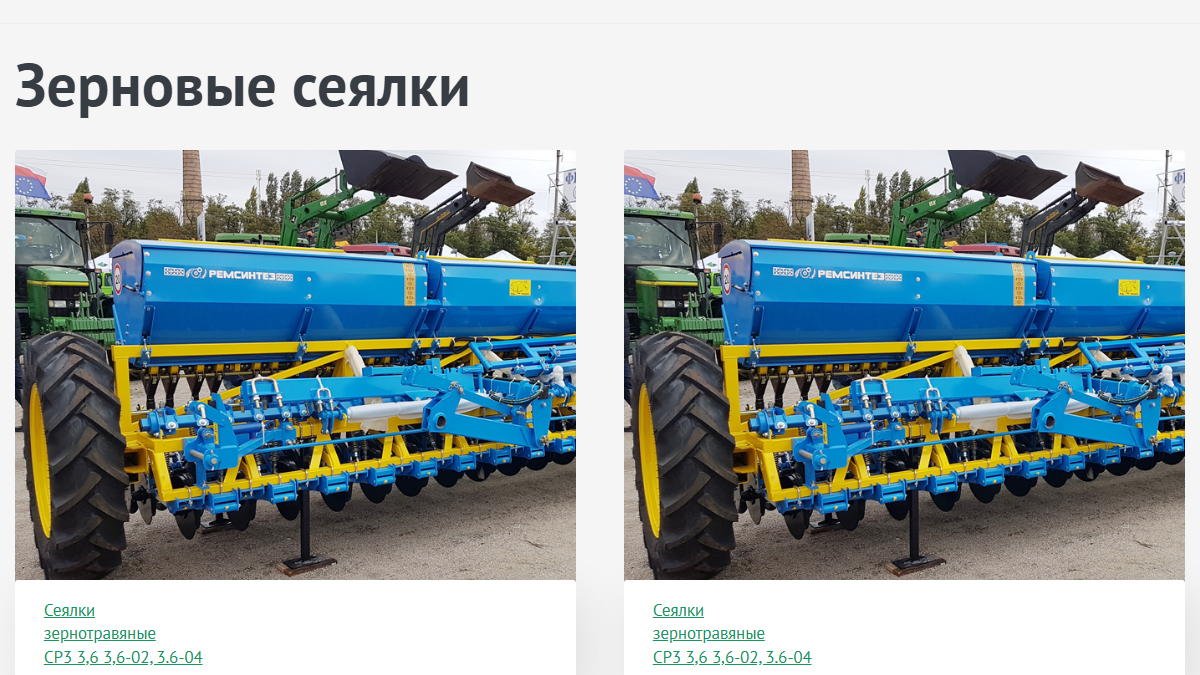 Зерновые сеялки
РЕМСИНТЕЗ
РЕМСИНТЕЗ
Сеялки
зернотравяные
СРЗ 3,6 3,6-02, 3.6-04
Сеялки
зернотравяные
СРЗ 3,6 3,6-02, 3.6-04